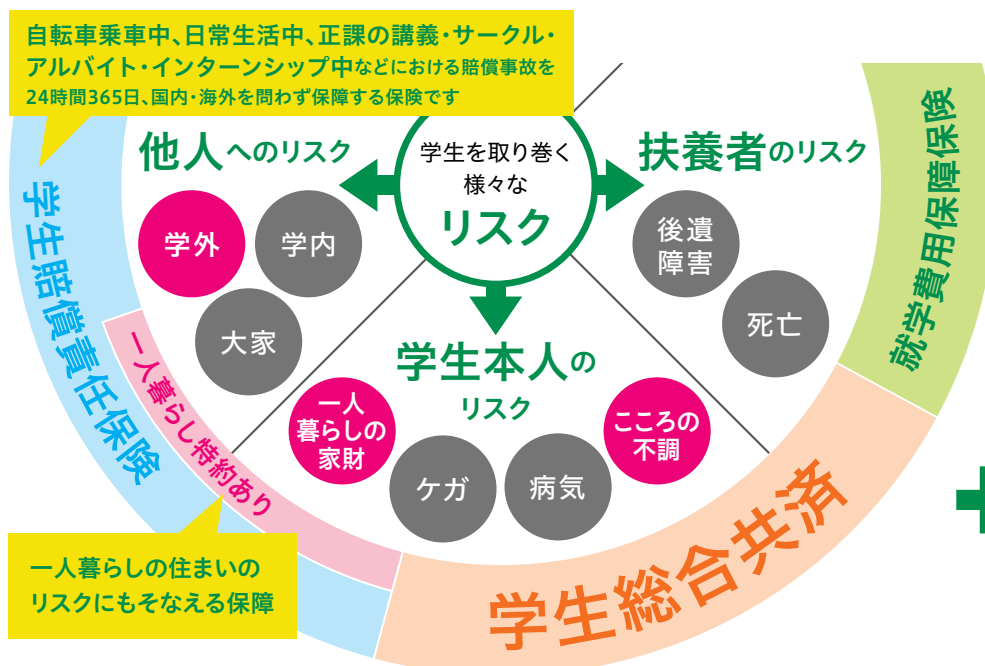 自転車乗車中、日常生活中、正課の講義・サークル・
アルバイト・インターンシップ中などにおける賠償事故を
24時間365日、国内・海外を問わず保障する保険です
学生を取り巻く
様々な
リスク
他人へのリスク
学外
学内
大家
扶養者のリスク
後遺
障害
死亡
学生本人の
リスク
一人
暮らしの
家財
ケガ
病気
こころの
不調
学生賠償責任保険
一人暮らし特約あり
学生総合共済
就学費用保障保険
一人暮らしの住まいの
リスクにもそなえる保障